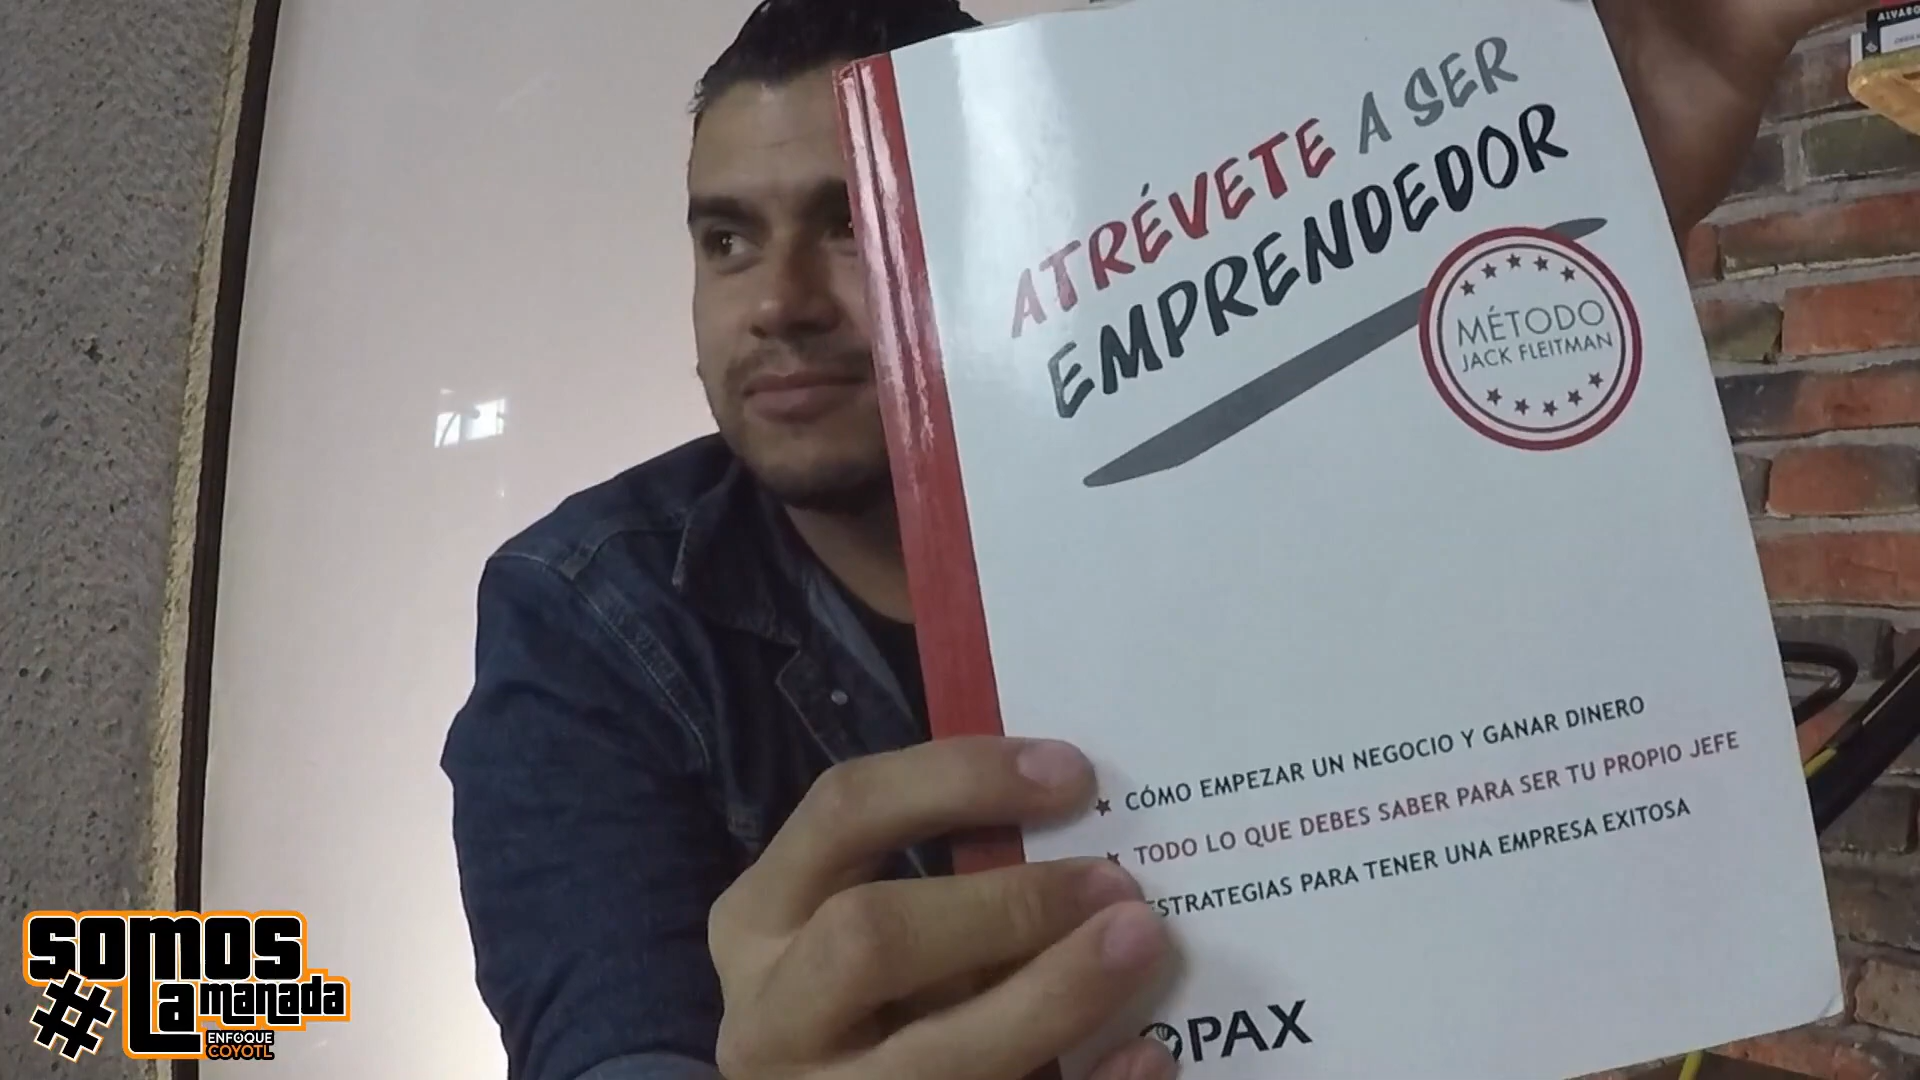 ALVARO
ATRÉVETE A SER
EMPRENDEDOR
MÉTODO
JACK FLEITMAN
CÓMO EMPEZAR UN NEGOCIO Y GANAR DINERO
TODO LO QUE DEBES SABER PARA SER TU PROPIO JEFE
ESTRATEGIAS PARA TENER UNA EMPRESA EXITOSA
PAX
SOMOS
#La manada
ENFOQUE
COYOTL